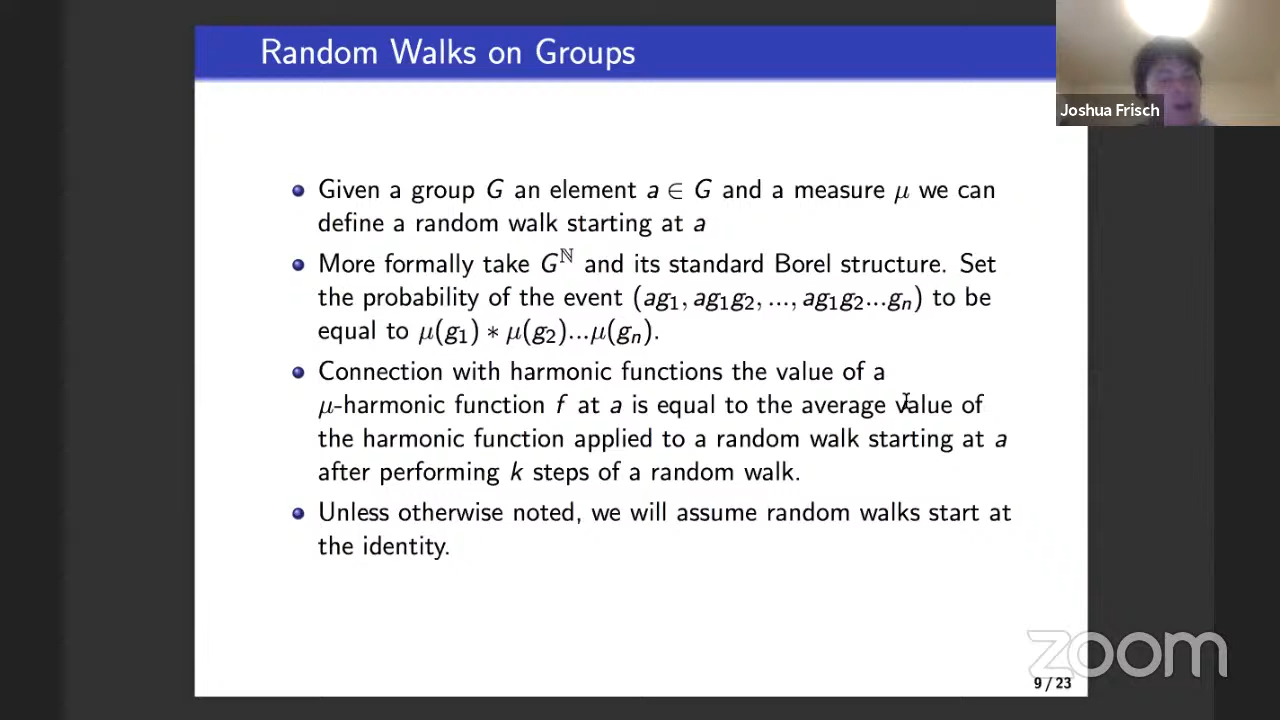 Random Walks on Groups
Joshua Frisch
Given a group G an element a ∈ G and a measure μ we can
define a random walk starting at a
More formally take G^ℕ and its standard Borel structure. Set
the probability of the event (ag₁, ag₁g₂, ..., ag₁g₂...gₙ) to be
equal to μ(g₁) ∗ μ(g₂)...μ(gₙ).
Connection with harmonic functions the value of a
μ-harmonic function f at a is equal to the average value of
the harmonic function applied to a random walk starting at a
after performing k steps of a random walk.
Unless otherwise noted, we will assume random walks start at
the identity.
zoom
9 / 23